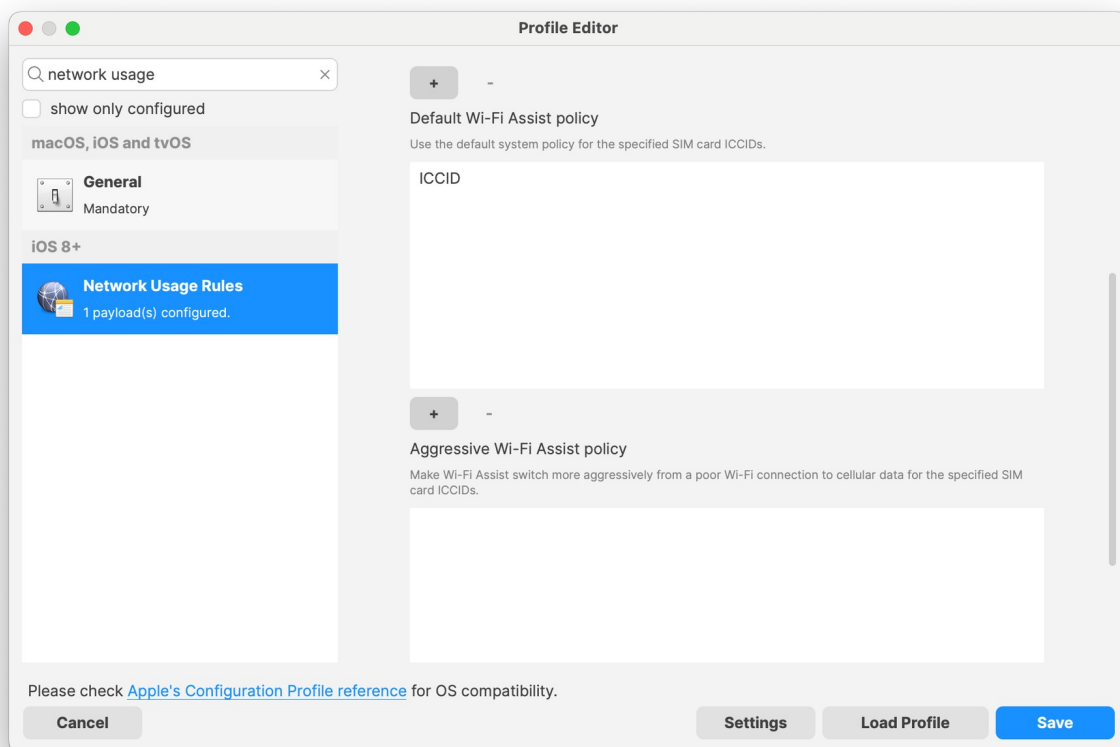 Profile Editor
network usage
show only configured
macOS, iOS and tvOS
General
Mandatory
iOS 8+
Network Usage Rules
1 payload(s) configured.
+ -
Default Wi-Fi Assist policy
Use the default system policy for the specified SIM card ICCIDs.
ICCID
+ -
Aggressive Wi-Fi Assist policy
Make Wi-Fi Assist switch more aggressively from a poor Wi-Fi connection to cellular data for the specified SIM
card ICCIDs.
Please check Apple's Configuration Profile reference for OS compatibility.
Cancel
Settings
Load Profile
Save